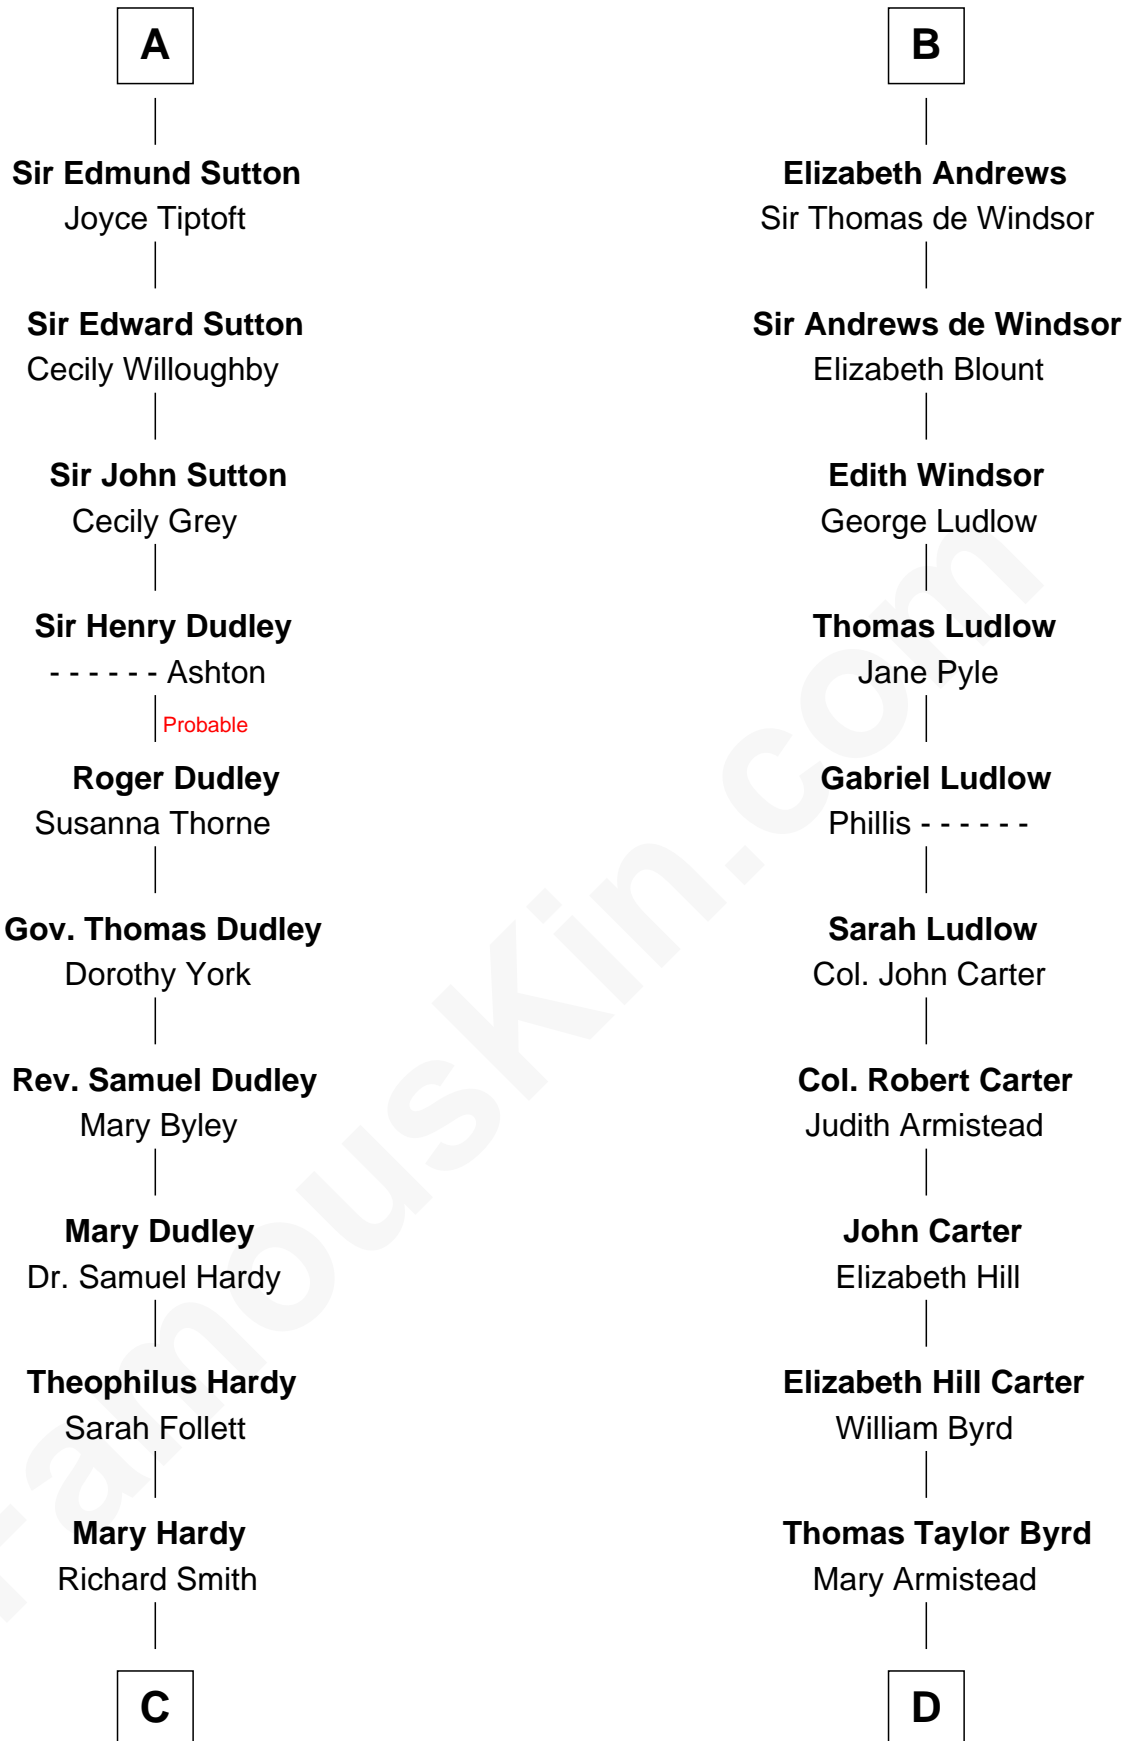 A
Sir Edmund Sutton
Joyce Tiptoft
Sir Edward Sutton
Cecily Willoughby
Sir John Sutton
Cecily Grey
Sir Henry Dudley
- - - - - - Ashton
Probable
Roger Dudley
Susanna Thorne
Gov. Thomas Dudley
Dorothy York
Rev. Samuel Dudley
Mary Byley
Mary Dudley
Dr. Samuel Hardy
Theophilus Hardy
Sarah Follett
Mary Hardy
Richard Smith
C
B
Elizabeth Andrews
Sir Thomas de Windsor
Sir Andrews de Windsor
Elizabeth Blount
Edith Windsor
George Ludlow
Thomas Ludlow
Jane Pyle
Gabriel Ludlow
Phillis - - - - - -
Sarah Ludlow
Col. John Carter
Col. Robert Carter
Judith Armistead
John Carter
Elizabeth Hill
Elizabeth Hill Carter
William Byrd
Thomas Taylor Byrd
Mary Armistead
D
FamousKin.com